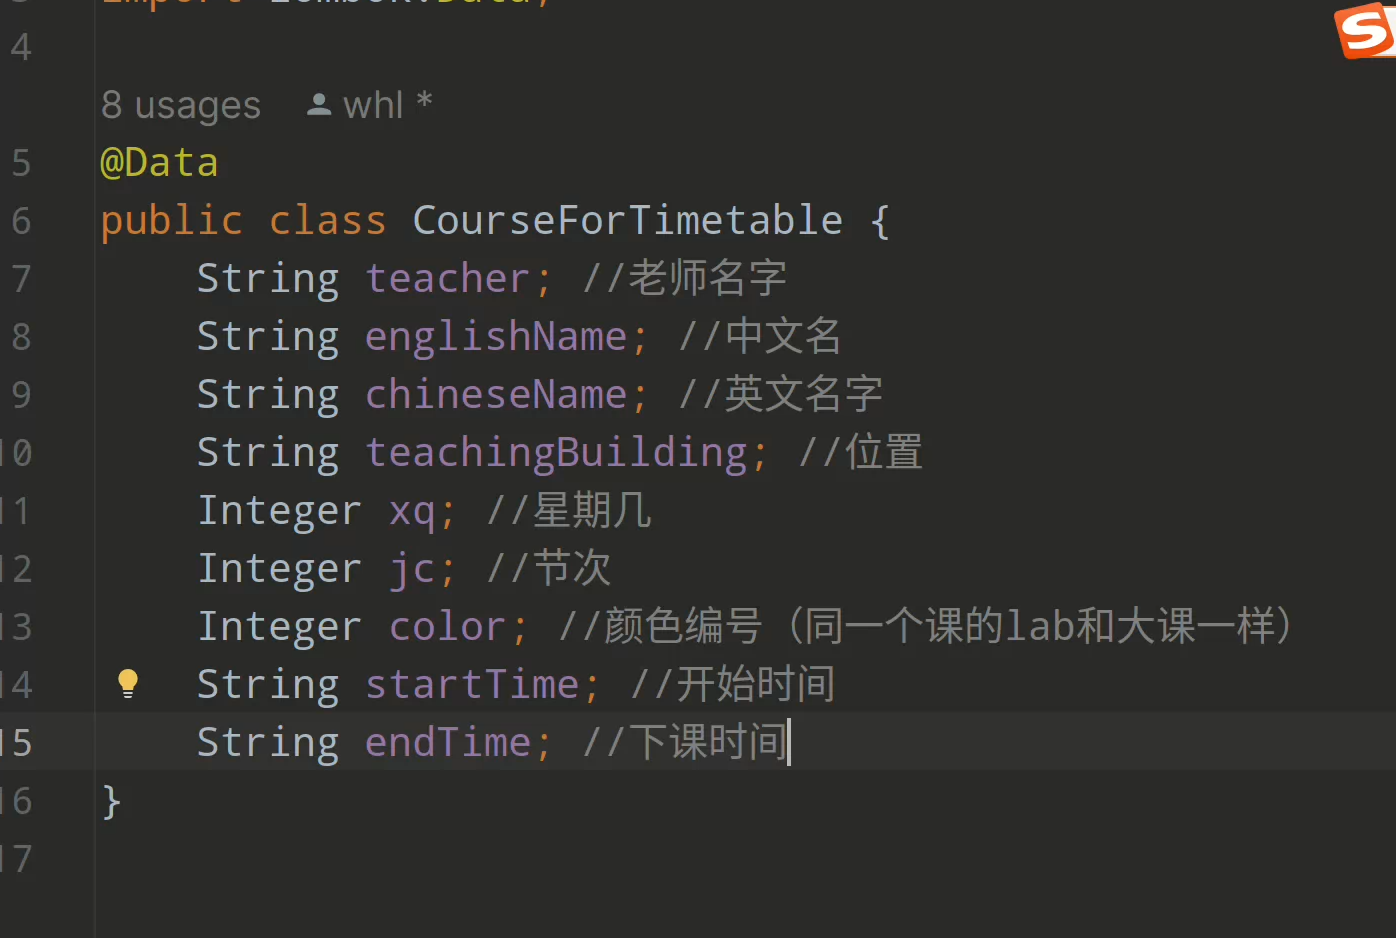 4
8 usages whl *
5 @Data
6 public class CourseForTimetable {
7 String teacher; //老师名字
8 String englishName; //中文名
9 String chineseName; //英文名字
10 String teachingBuilding; //位置
11 Integer xq; //星期几
12 Integer jc; //节次
13 Integer color; //颜色编号（同一个课的lab和大课一样）
14 String startTime; //开始时间
15 String endTime; //下课时间
16 }
17